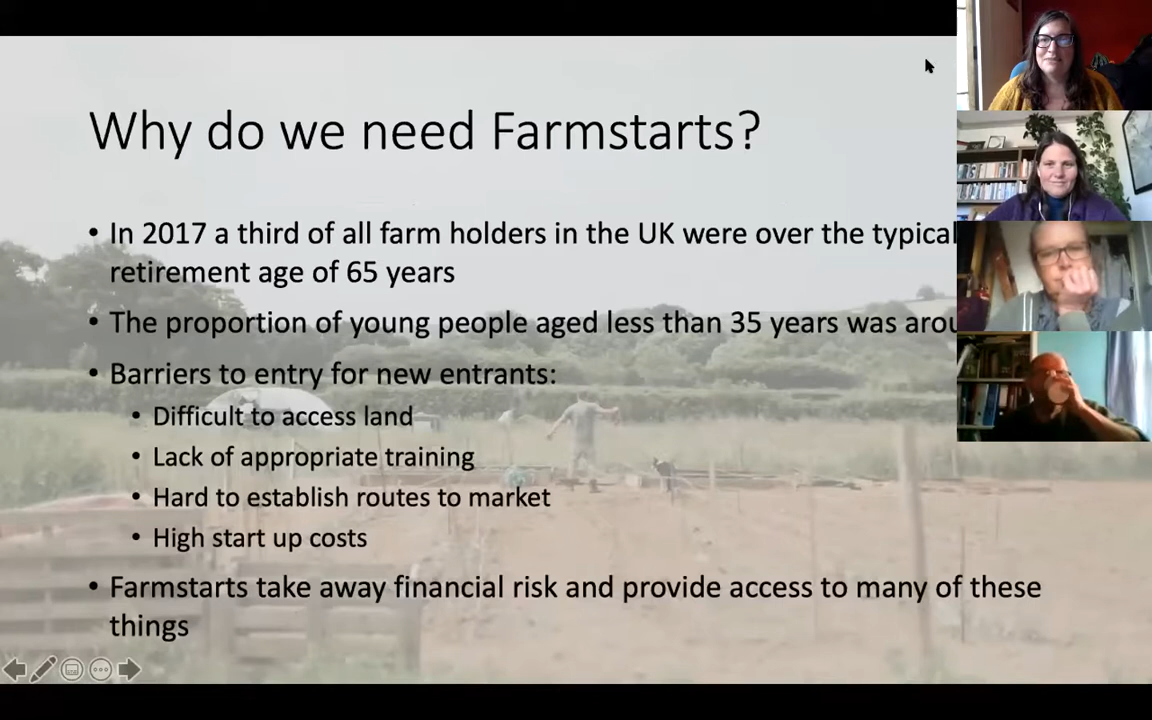 Why do we need Farmstarts?
• In 2017 a third of all farm holders in the UK were over the typical
retirement age of 65 years
• The proportion of young people aged less than 35 years was
• Barriers to entry for new entrants:
• Difficult to access land
• Lack of appropriate training
• Hard to establish routes to market
• High start up costs
• Farmstarts take away financial risk and provide access to many of these
things